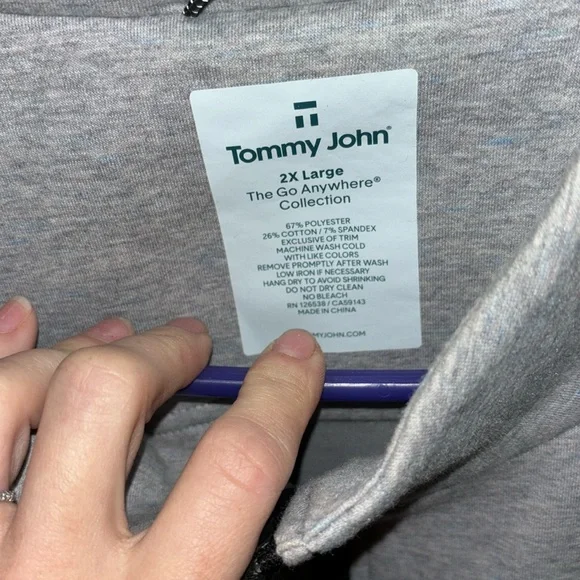 Tommy John®
2X Large
The Go Anywhere®
Collection
67% POLYESTER
26% COTTON / 7% SPANDEX
EXCLUSIVE OF TRIM
MACHINE WASH COLD
WITH LIKE COLORS
REMOVE PROMPTLY AFTER WASH
LOW IRON IF NECESSARY
HANG DRY TO AVOID SHRINKING
DO NOT DRY CLEAN
NO BLEACH
RN 126538 / CA59143
MADE IN CHINA
MYJOHN.COM